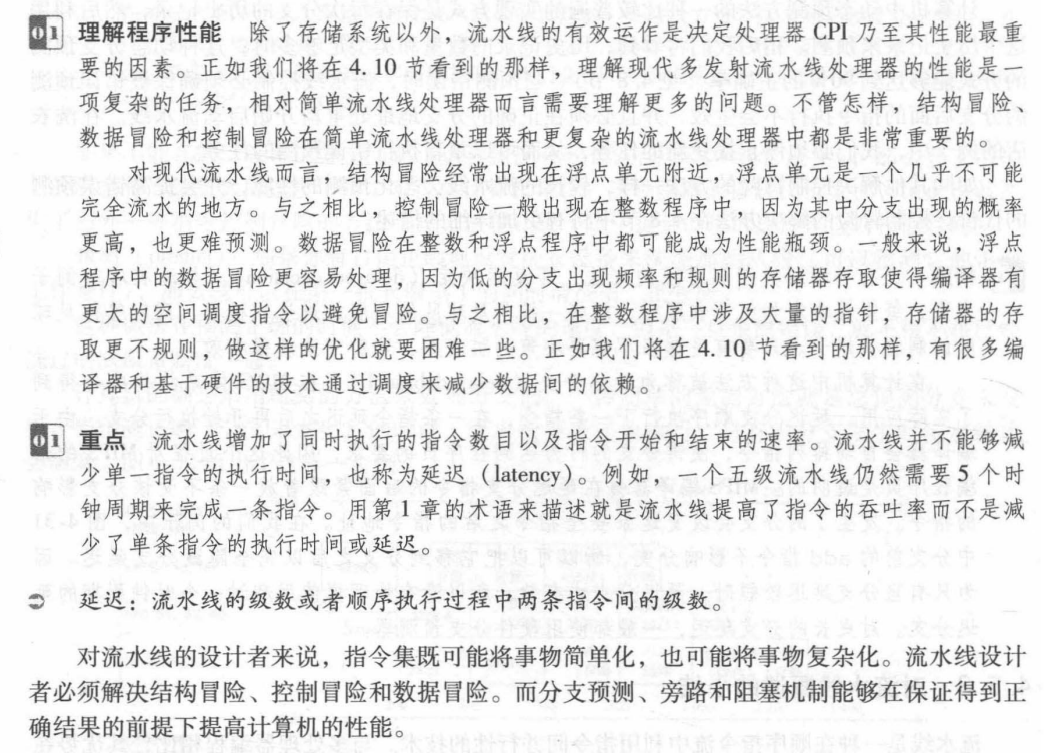 01 理解程序性能 除了存储系统以外，流水线的有效运作是决定处理器 CPI 乃至其性能最重
要的因素。正如我们将在 4.10 节看到的那样，理解现代多发射流水线处理器的性能是一
项复杂的任务，相对简单流水线处理器而言需要理解更多的问题。不管怎样，结构冒险、
数据冒险和控制冒险在简单流水线处理器和更复杂的流水线处理器中都是非常重要的。
对现代流水线而言，结构冒险经常出现在浮点单元附近，浮点单元是一个几乎不可能
完全流水的地方。与之相比，控制冒险一般出现在整数程序中，因为其中分支出现的概率
更高，也更难预测。数据冒险在整数和浮点程序中都可能成为性能瓶颈。一般来说，浮点
程序中的数据冒险更容易处理，因为低的分支出现频率和规则的存储器存取使得编译器有
更大的空间调度指令以避免冒险。与之相比，在整数程序中涉及大量的指针，存储器的存
取更不规则，做这样的优化就要困难一些。正如我们将在 4.10 节看到的那样，有很多编
译器和基于硬件的技术通过调度来减少数据间的依赖。
01 重点 流水线增加了同时执行的指令数目以及指令开始和结束的速率。流水线并不能够减
少单一指令的执行时间，也称为延迟（latency）。例如，一个五级流水线仍然需要 5 个时
钟周期来完成一条指令。用第 1 章的术语来描述就是流水线提高了指令的吞吐率而不是减
少了单条指令的执行时间或延迟。
延迟：流水线的级数或者顺序执行过程中两条指令间的级数。
对流水线的设计者来说，指令集既可能将事物简单化，也可能将事物复杂化。流水线设计
者必须解决结构冒险、控制冒险和数据冒险。而分支预测、旁路和阻塞机制能够在保证得到正
确结果的前提下提高计算机的性能。